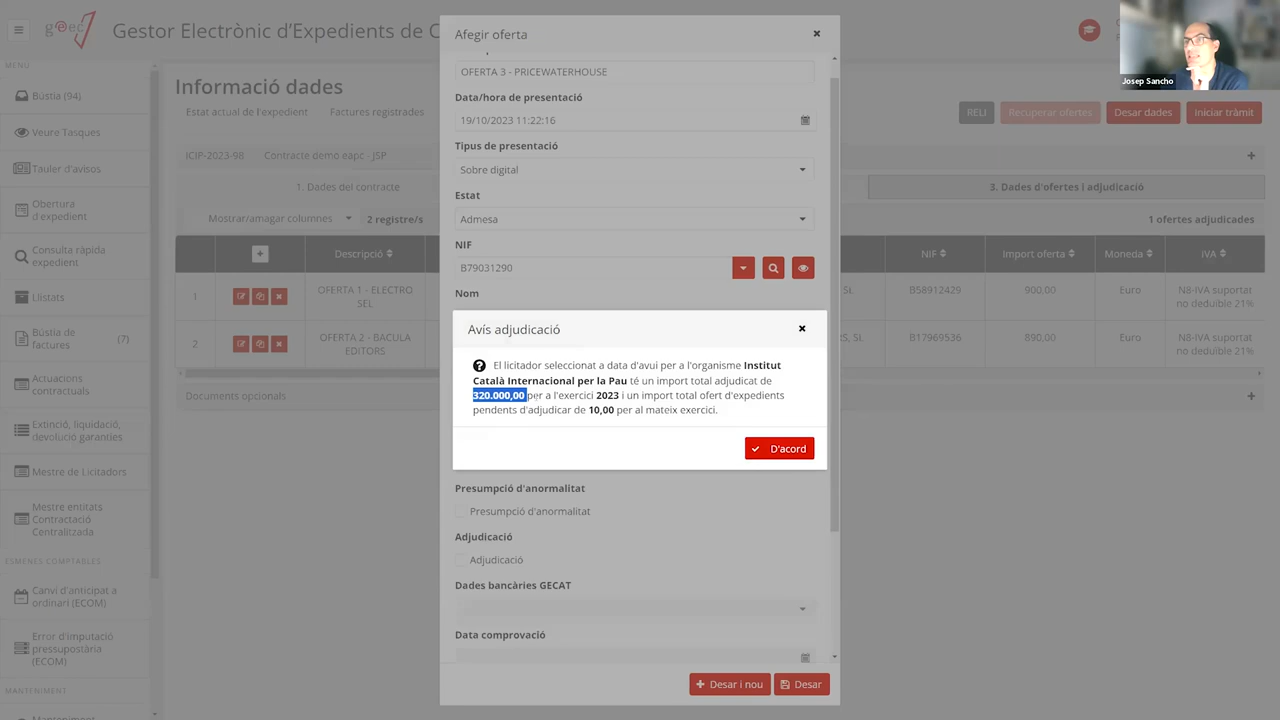 geec
Gestor Electrònic d'Expedients de C
MENÚ
Bústia (94)
Veure Tasques
Tauler d'avisos
Obertura
d'expedient
Consulta ràpida
expedient
Llistats
Bústia de
factures
(7)
Actuacions
contractuals
Extinció, liquidació,
devolució garanties
Mestre de Licitadors
Mestre entitats
Contractació
Centralitzada
ESMENES COMPTABLES
Canvi d'anticipat a
ordinari (ECOM)
Error d'imputació
pressupostària
(ECOM)
MANTENIMENT
Manteniment
Informació dades
Estat actual de l'expedient
Factures registrades
RELI
Recuperar ofertes
Desar dades
Iniciar tràmit
ICIP-2023-98
Contracte demo eapc - JSP
1. Dades del contracte
3. Dades d'ofertes i adjudicació
Mostrar/amagar columnes
2 registre/s
1 ofertes adjudicades
Descripció
NIF
Import oferta
Moneda
IVA
1
OFERTA 1 - ELECTRO
SEL
SL
B58912429
900,00
Euro
N8-IVA suportat
no deduïble 21%
2
OFERTA 2 - BACULA
EDITORS
RS, SL
B17969536
890,00
Euro
N8-IVA suportat
no deduïble 21%
Documents opcionals
Afegir oferta
OFERTA 3 - PRICEWATERHOUSE
Data/hora de presentació
19/10/2023 11:22:16
Tipus de presentació
Sobre digital
Estat
Admesa
NIF
B79031290
Nom
Avís adjudicació
El licitador seleccionat a data d'avui per a l'organisme Institut
Català Internacional per la Pau té un import total adjudicat de
320.000,00 per a l'exercici 2023 i un import total ofert d'expedients
pendents d'adjudicar de 10,00 per al mateix exercici.
D'acord
Presumpció d'anormalitat
Presumpció d'anormalitat
Adjudicació
Adjudicació
Dades bancàries GECAT
Data comprovació
Desar i nou
Desar
Josep Sancho